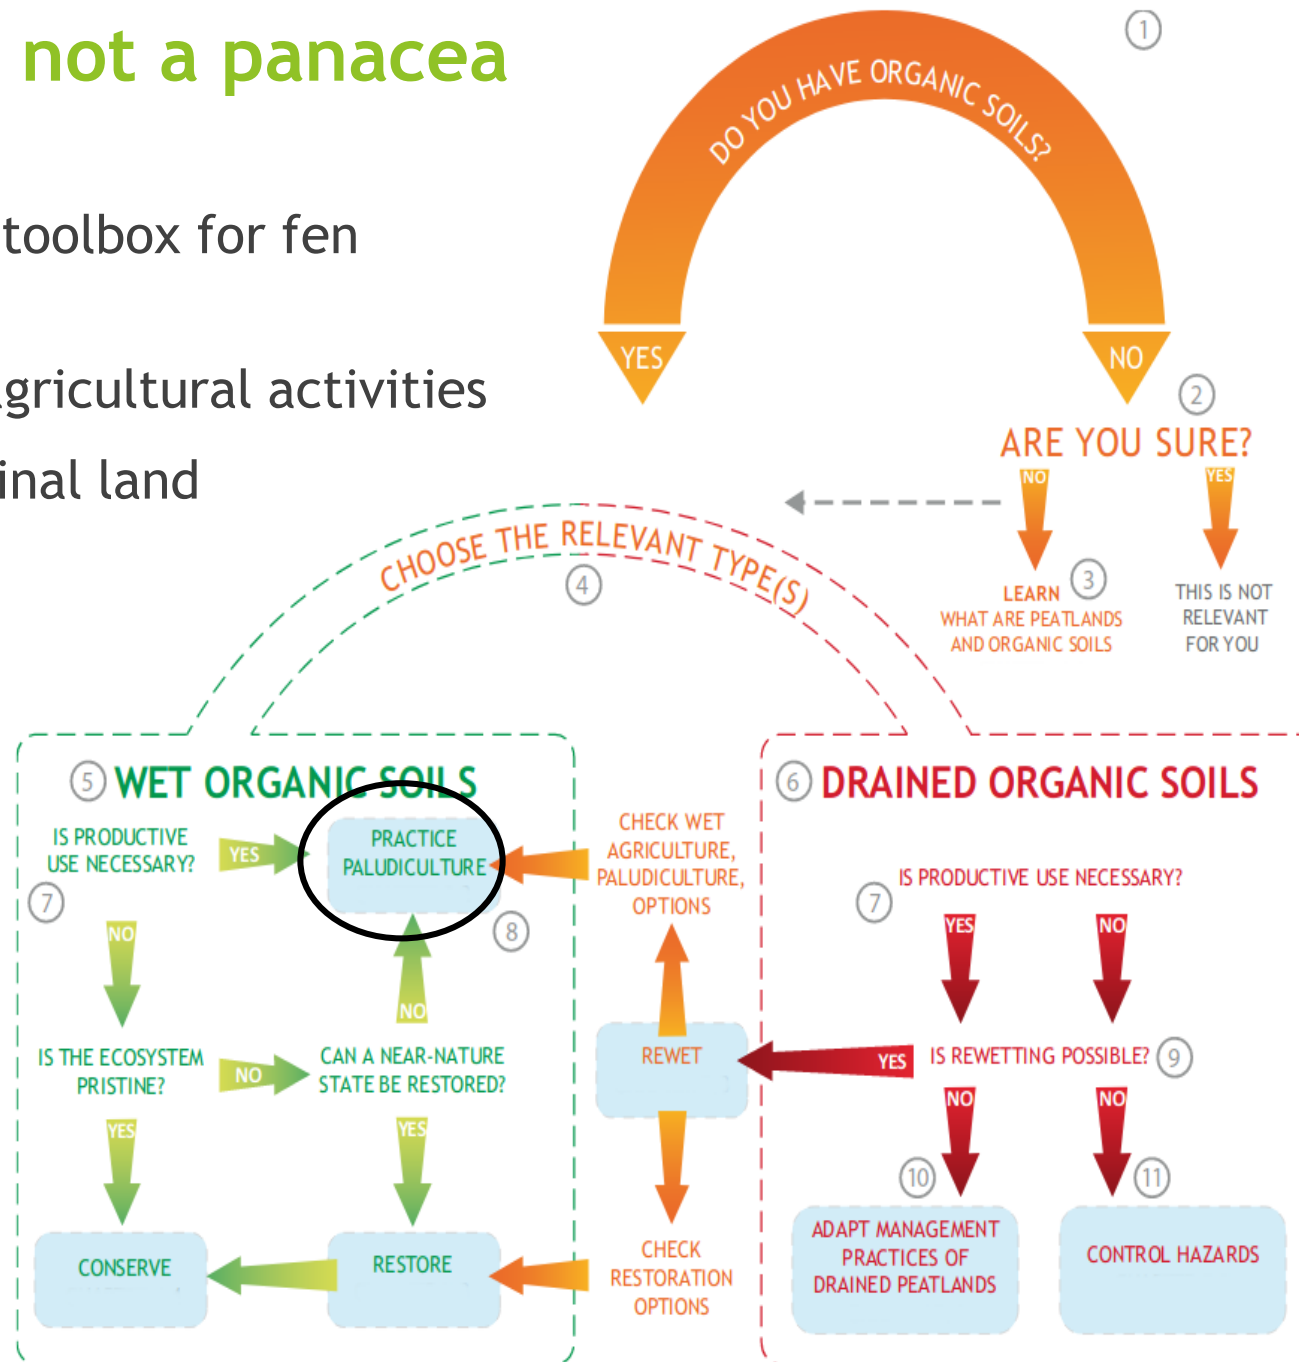 not a panacea
toolbox for fen
gricultural activities
inal land
1
DO YOU HAVE ORGANIC SOILS?
YES
NO
2
ARE YOU SURE?
NO
YES
3
LEARN
WHAT ARE PEATLANDS
AND ORGANIC SOILS
THIS IS NOT
RELEVANT
FOR YOU
CHOOSE THE RELEVANT TYPE(S)
4
5
WET ORGANIC SOILS
IS PRODUCTIVE
USE NECESSARY?
YES
PRACTICE
PALUDICULTURE
7
8
NO
NO
IS THE ECOSYSTEM
PRISTINE?
NO
CAN A NEAR-NATURE
STATE BE RESTORED?
YES
YES
CONSERVE
RESTORE
CHECK WET
AGRICULTURE,
PALUDICULTURE,
OPTIONS
REWET
CHECK
RESTORATION
OPTIONS
6
DRAINED ORGANIC SOILS
IS PRODUCTIVE USE NECESSARY?
7
YES
NO
YES
IS REWETTING POSSIBLE?
9
NO
NO
10
11
ADAPT MANAGEMENT
PRACTICES OF
DRAINED PEATLANDS
CONTROL HAZARDS